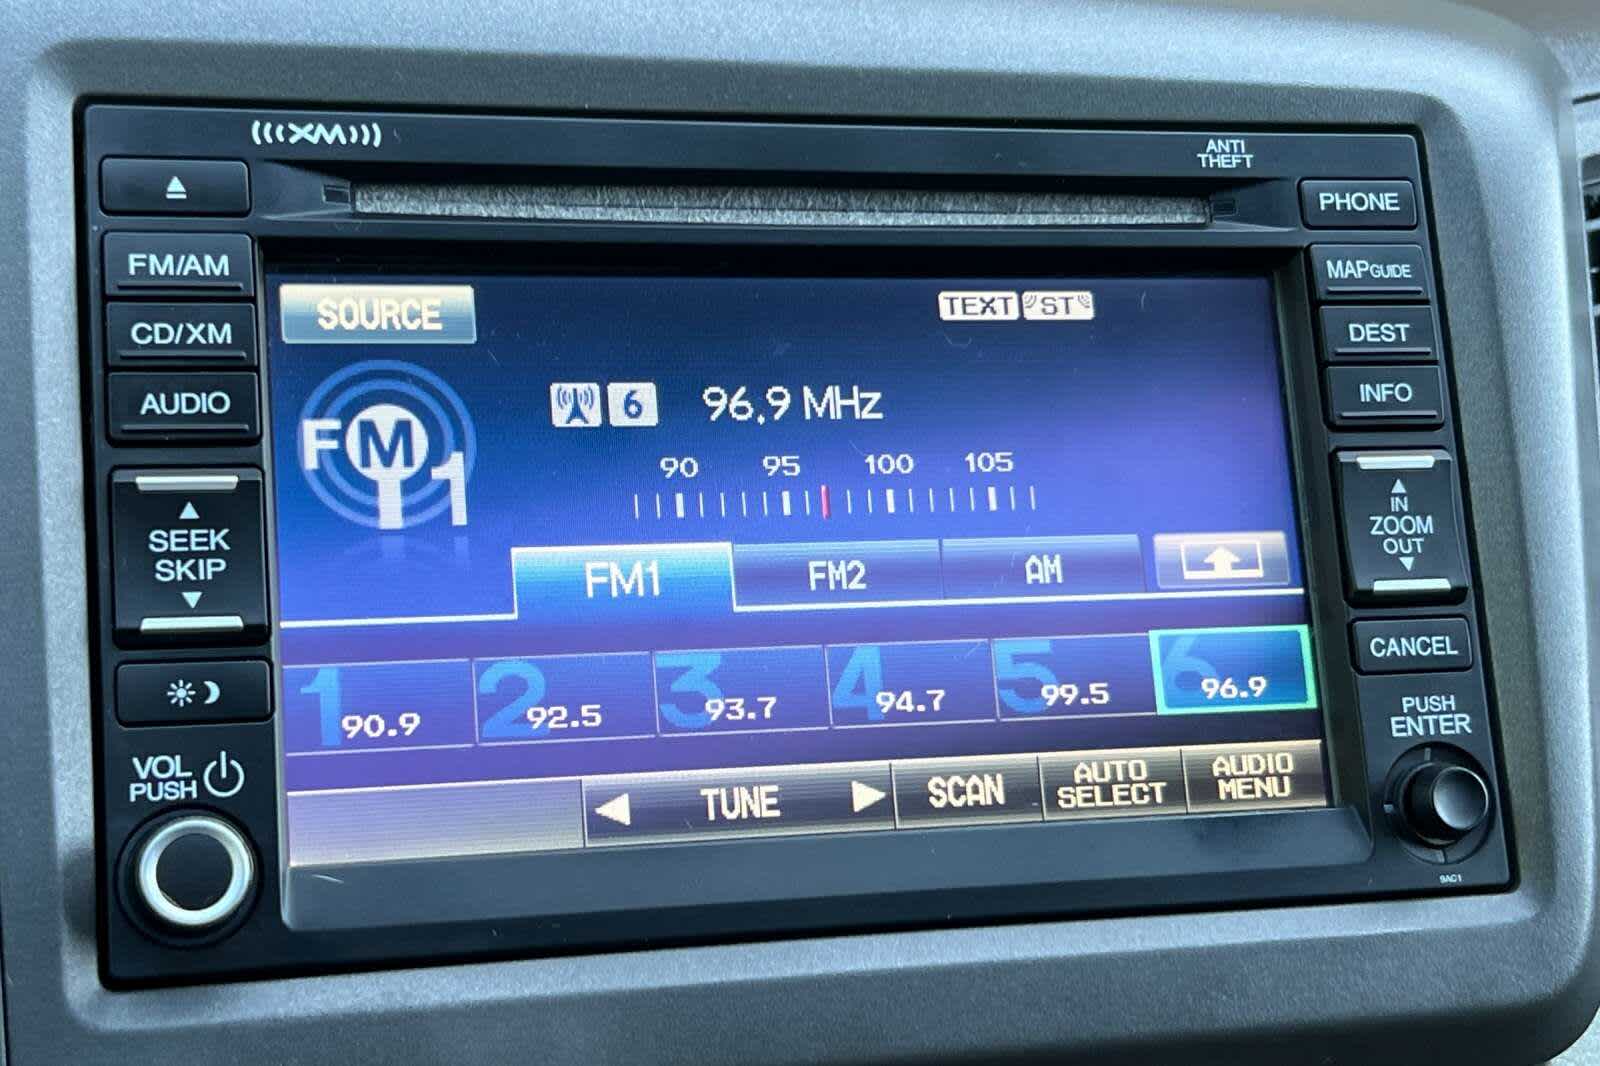 (((XM)))
ANTI
THEFT
PHONE
FM/AM
MAP GUIDE
CD/XM
DEST
AUDIO
INFO
SOURCE
TEXT ST
FM1
6 96.9 MHz
90 95 100 105
SEEK
SKIP
IN
ZOOM
OUT
FM1 FM2 AM
CANCEL
1 90.9
2 92.5
3 93.7
4 94.7
5 99.5
6 96.9
PUSH
ENTER
VOL
PUSH
TUNE
SCAN
AUTO
SELECT
AUDIO
MENU
9AC1